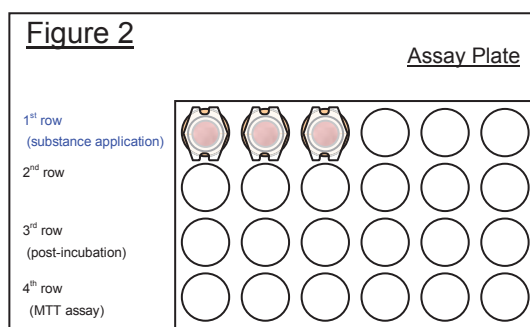 Figure 2
Assay Plate
1st row
(substance application)
2nd row
3rd row
(post-incubation)
4th row
(MTT assay)